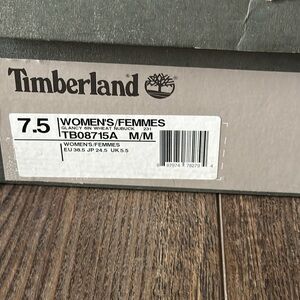 Timberland
7.5 WOMEN'S/FEMMES
GLANCY 6IN WHEAT NUBUCK 231
TB08715A M/M
WOMEN'S/FEMMES
EU 38.5 JP 24.5 UK 5.5